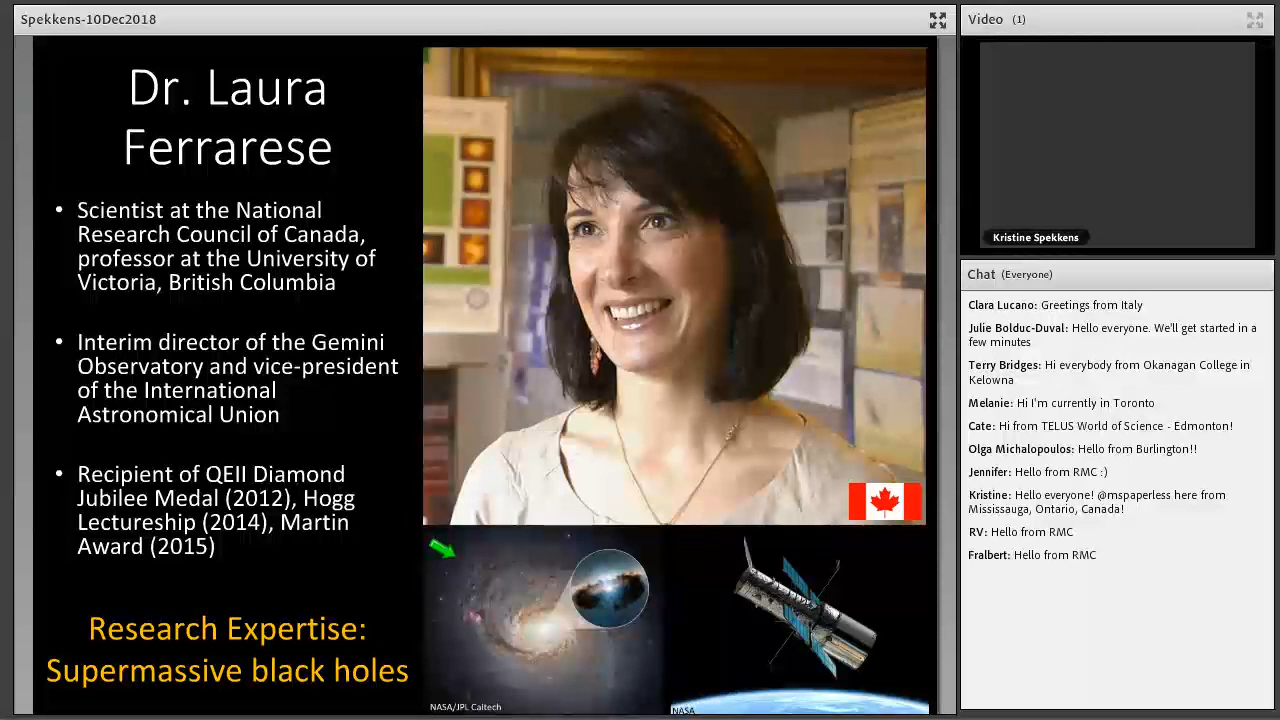 Spekkens-10Dec2018
Dr. Laura
Ferrarese
• Scientist at the National
Research Council of Canada,
professor at the University of
Victoria, British Columbia
• Interim director of the Gemini
Observatory and vice-president
of the International
Astronomical Union
• Recipient of QEII Diamond
Jubilee Medal (2012), Hogg
Lectureship (2014), Martin
Award (2015)
Research Expertise:
Supermassive black holes
NASA/JPL Caltech
NASA
Video (1)
Kristine Spekkens
Chat (Everyone)
Clara Lucano: Greetings from Italy
Julie Bolduc-Duval: Hello everyone. We'll get started in a
few minutes
Terry Bridges: Hi everybody from Okanagan College in
Kelowna
Melanie: Hi I'm currently in Toronto
Cate: Hi from TELUS World of Science - Edmonton!
Olga Michalopoulos: Hello from Burlington!!
Jennifer: Hello from RMC :)
Kristine: Hello everyone! @mspaperless here from
Mississauga, Ontario, Canada!
RV: Hello from RMC
Fralbert: Hello from RMC